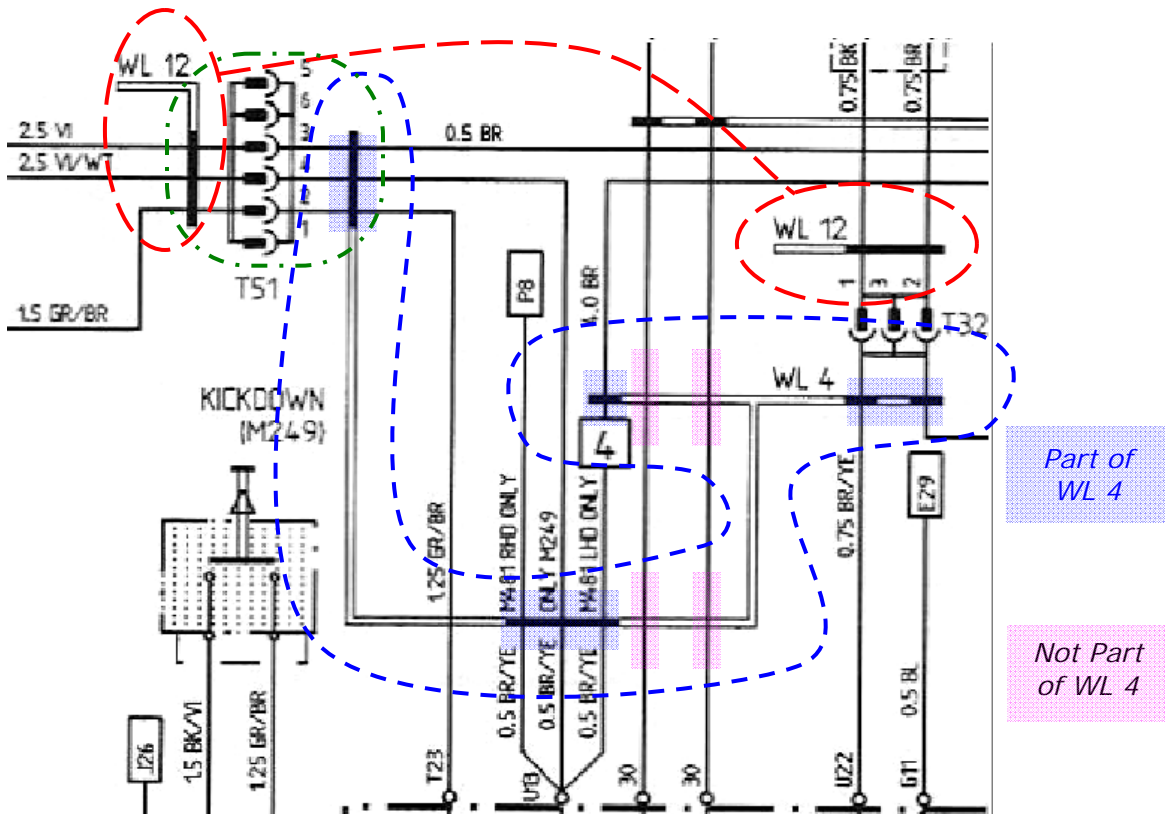 WL 12
5
6
3
4
2
1
T51
2.5 VI
2.5 VI/WT
1.5 GR/BR
0.5 BR
0.75 BK
0.75 BR
WL 12
1
3
2
T32
P8
4.0 BR
WL 4
4
KICKDOWN
(M249)
1.25 GR/BR
M481 RHD ONLY
ONLY M249
M481 LHD ONLY
0.5 BR/YE
0.5 BR/YE
0.5 BR/YE
0.75 BR/YE
E29
0.5 BL
Part of
WL 4
Not Part
of WL 4
J26
1.5 BK/VI
1.25 GR/BR
T23
U13
30
30
U22
G11